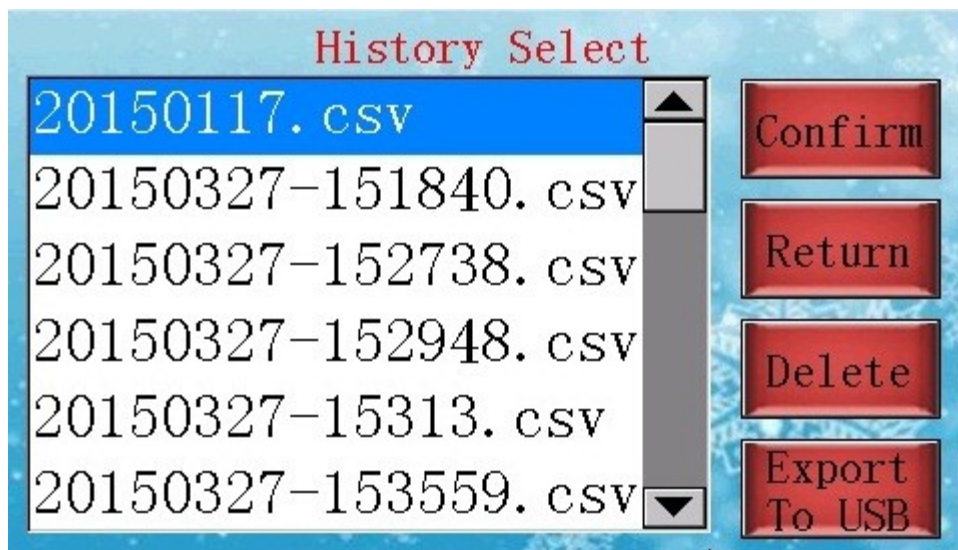 History Select
20150117.csv
20150327-151840.csv
20150327-152738.csv
20150327-152948.csv
20150327-15313.csv
20150327-153559.csv
Confirm
Return
Delete
Export
To USB